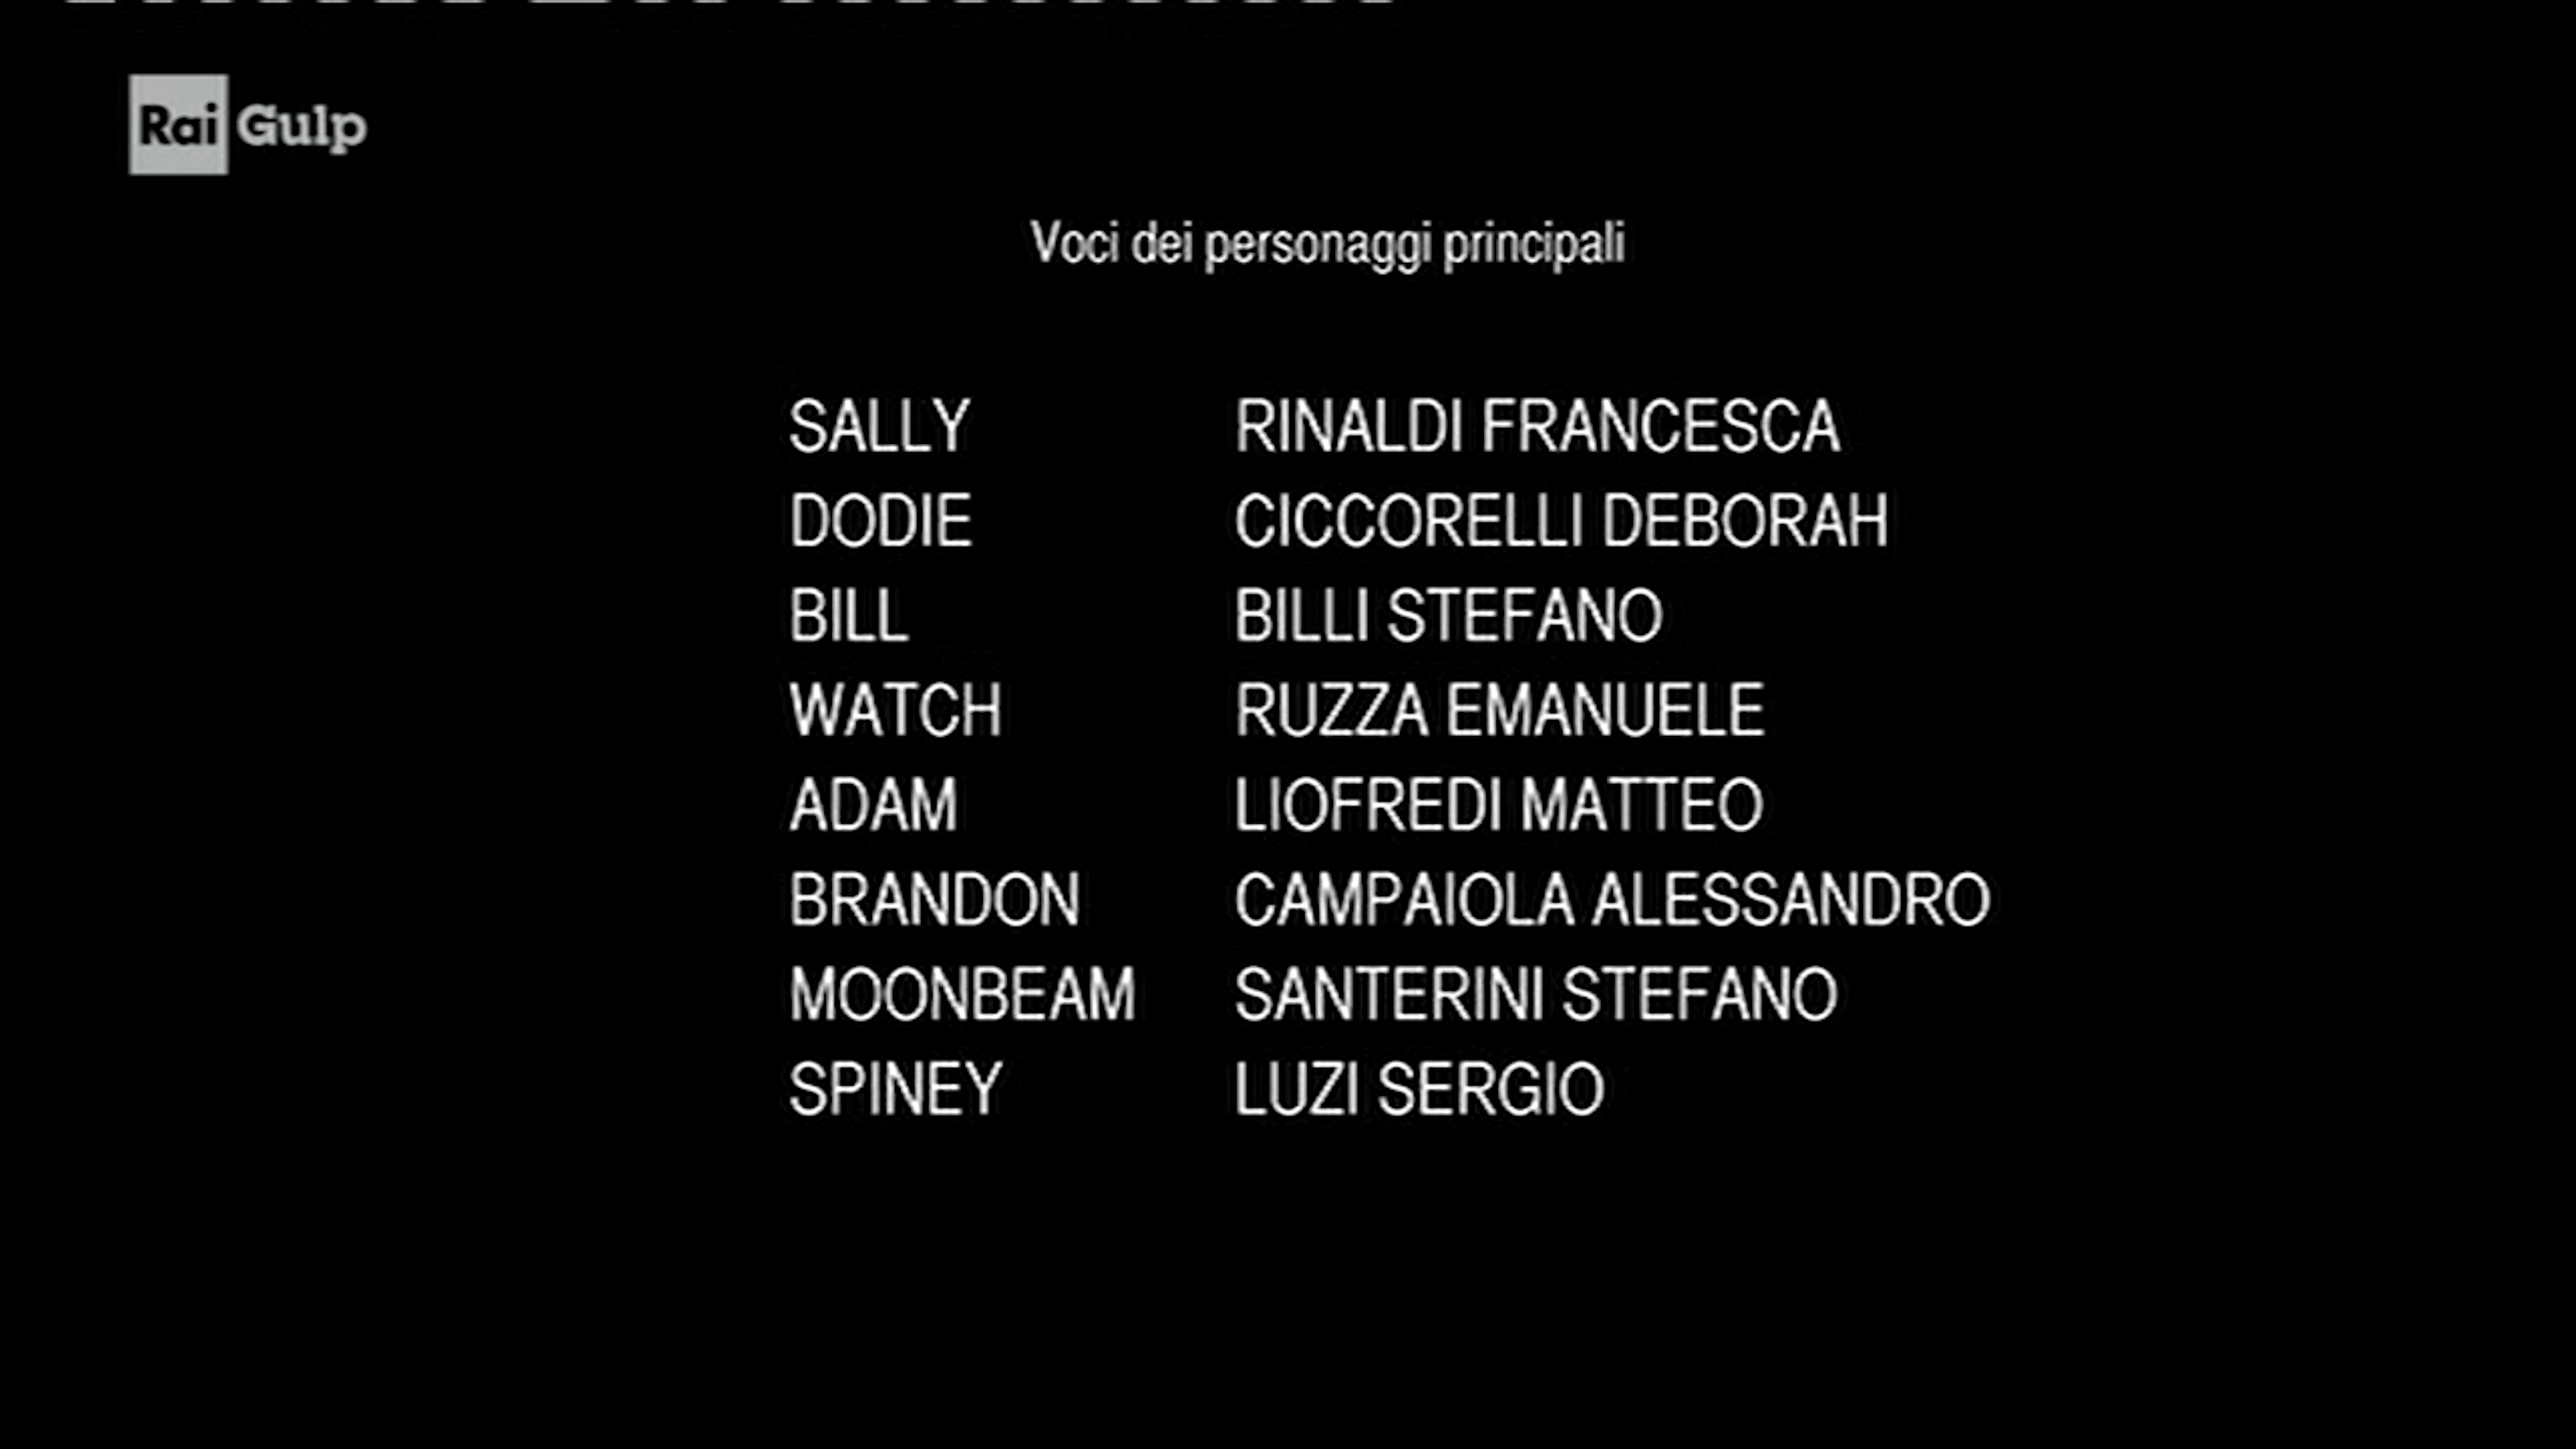 Rai Gulp
Voci dei personaggi principali
SALLY RINALDI FRANCESCA
DODIE CICCORELLI DEBORAH
BILL BILLI STEFANO
WATCH RUZZA EMANUELE
ADAM LIOFREDI MATTEO
BRANDON CAMPAIOLA ALESSANDRO
MOONBEAM SANTERINI STEFANO
SPINEY LUZI SERGIO